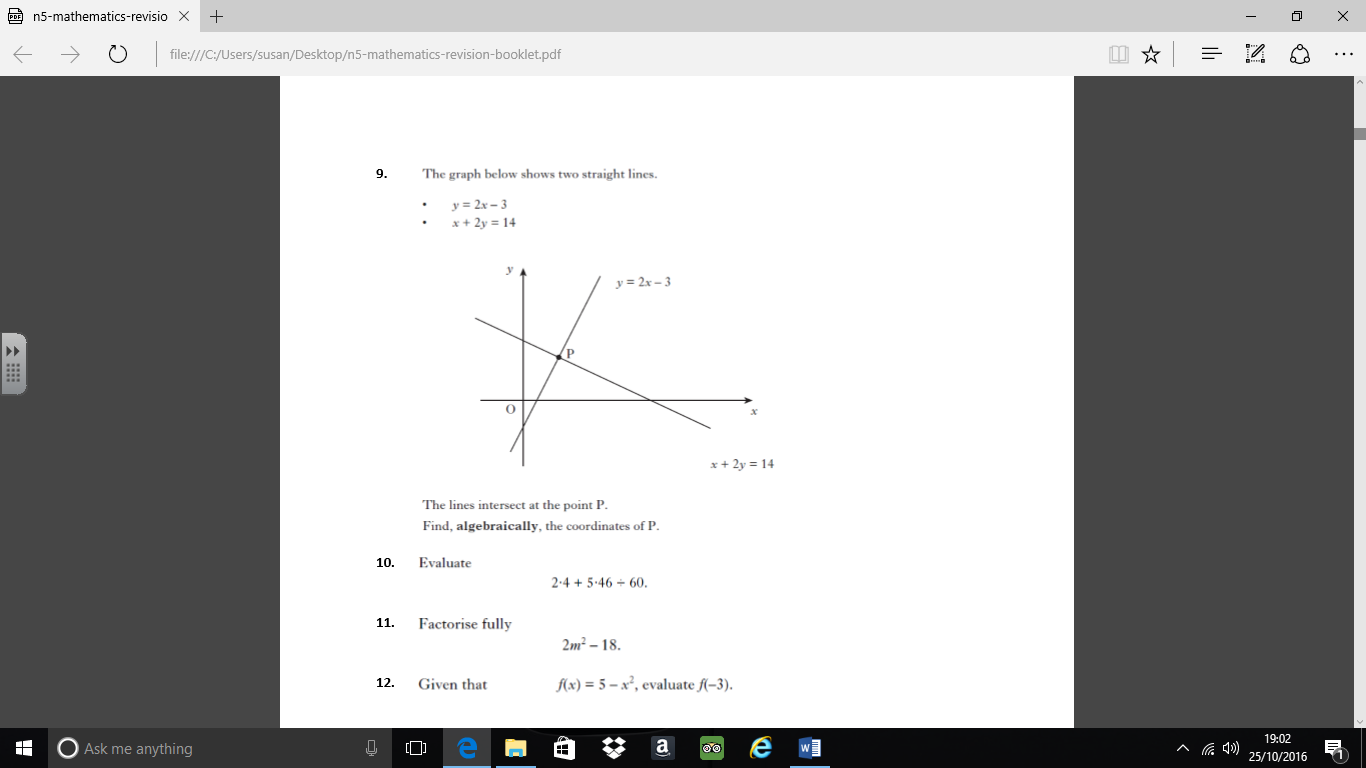 n5-mathematics-revisio
file:///C:/Users/susan/Desktop/n5-mathematics-revision-booklet.pdf
9. The graph below shows two straight lines.
• y = 2x – 3
• x + 2y = 14
y
y = 2x – 3
P
O
x
x + 2y = 14
The lines intersect at the point P.
Find, algebraically, the coordinates of P.
10. Evaluate
2·4 + 5·46 ÷ 60.
11. Factorise fully
2m² – 18.
12. Given that f(x) = 5 – x², evaluate f(–3).
Ask me anything
19:02
25/10/2016
1